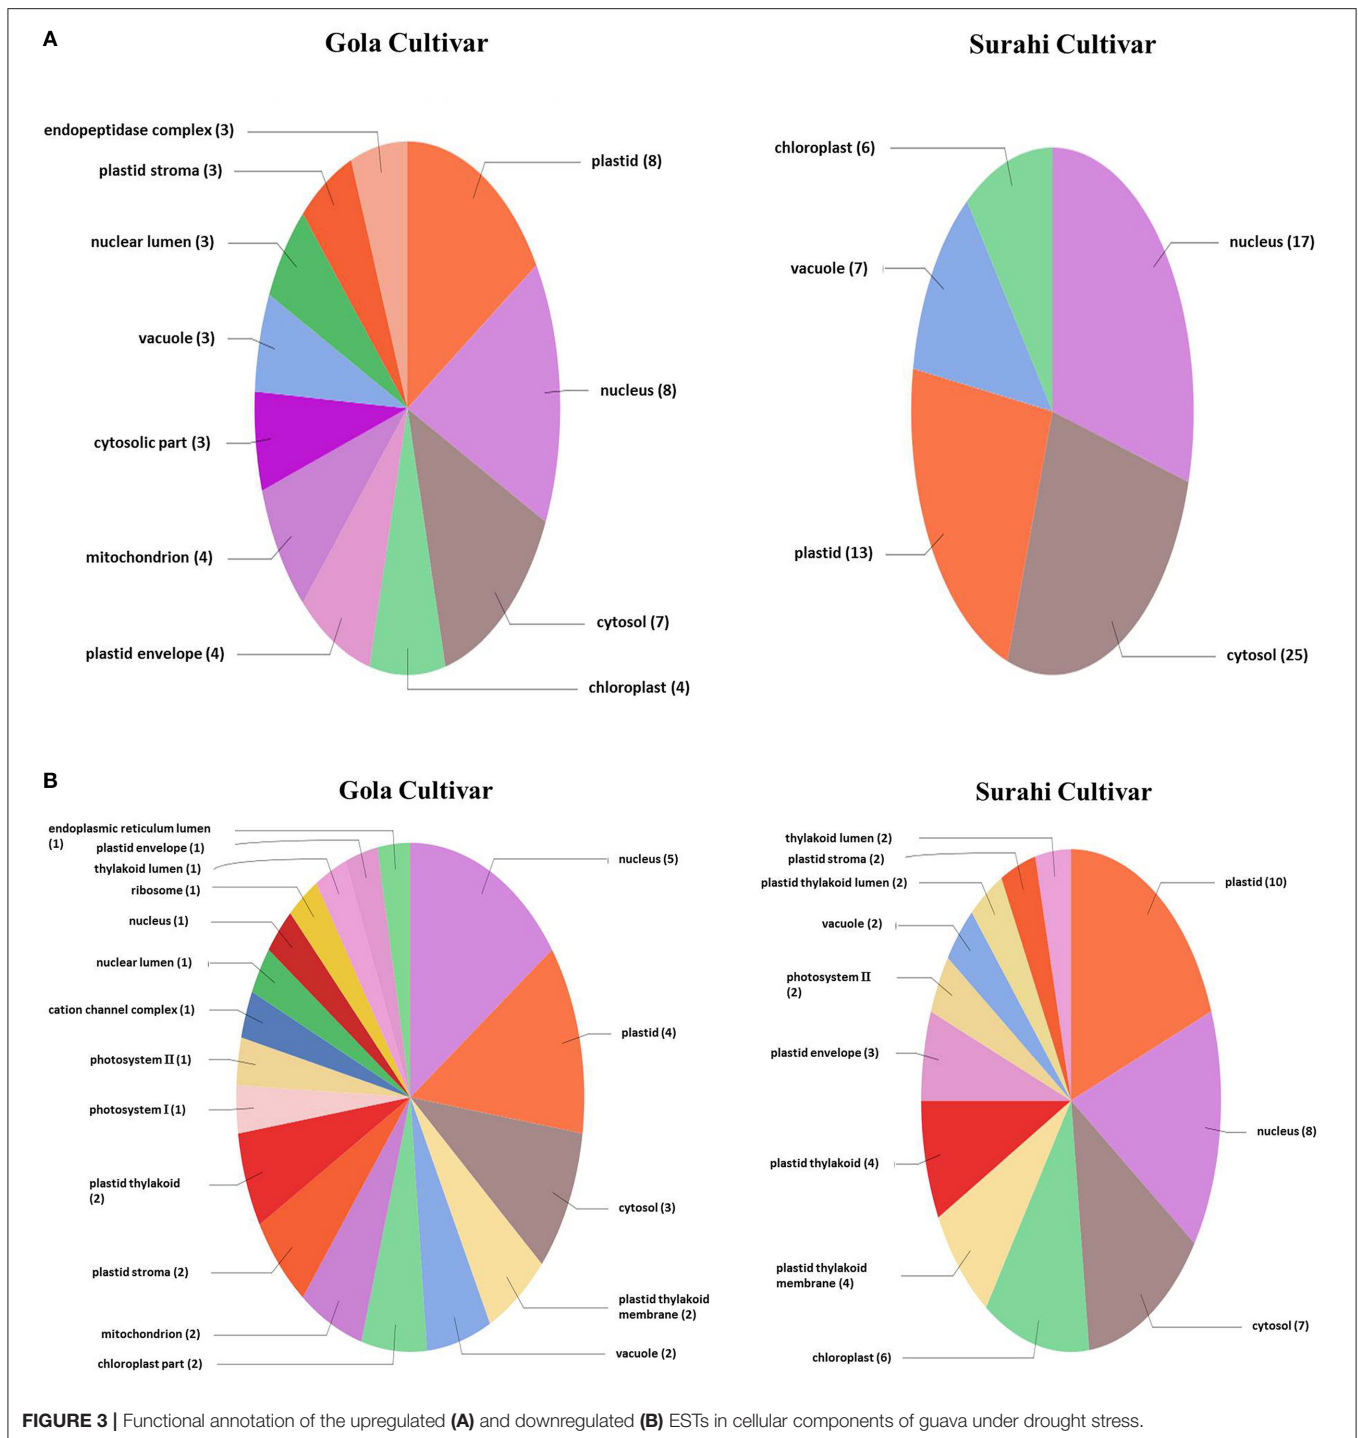 A
Gola Cultivar
Surahi Cultivar
endopeptidase complex (3)
plastid stroma (3)
nuclear lumen (3)
vacuole (3)
cytosolic part (3)
mitochondrion (4)
plastid envelope (4)
plastid (8)
nucleus (8)
cytosol (7)
chloroplast (4)
chloroplast (6)
vacuole (7)
plastid (13)
nucleus (17)
cytosol (25)
B
Gola Cultivar
Surahi Cultivar
endoplasmic reticulum lumen
(1)
plastid envelope (1)
thylakoid lumen (1)
ribosome (1)
nucleus (1)
nuclear lumen (1)
cation channel complex (1)
photosystem II (1)
photosystem I (1)
plastid thylakoid
(2)
plastid stroma (2)
mitochondrion (2)
chloroplast part (2)
nucleus (5)
plastid (4)
cytosol (3)
plastid thylakoid
membrane (2)
vacuole (2)
thylakoid lumen (2)
plastid stroma (2)
plastid thylakoid lumen (2)
vacuole (2)
photosystem II
(2)
plastid envelope (3)
plastid thylakoid (4)
plastid thylakoid
membrane (4)
chloroplast (6)
plastid (10)
nucleus (8)
cytosol (7)
FIGURE 3 | Functional annotation of the upregulated (A) and downregulated (B) ESTs in cellular components of guava under drought stress.